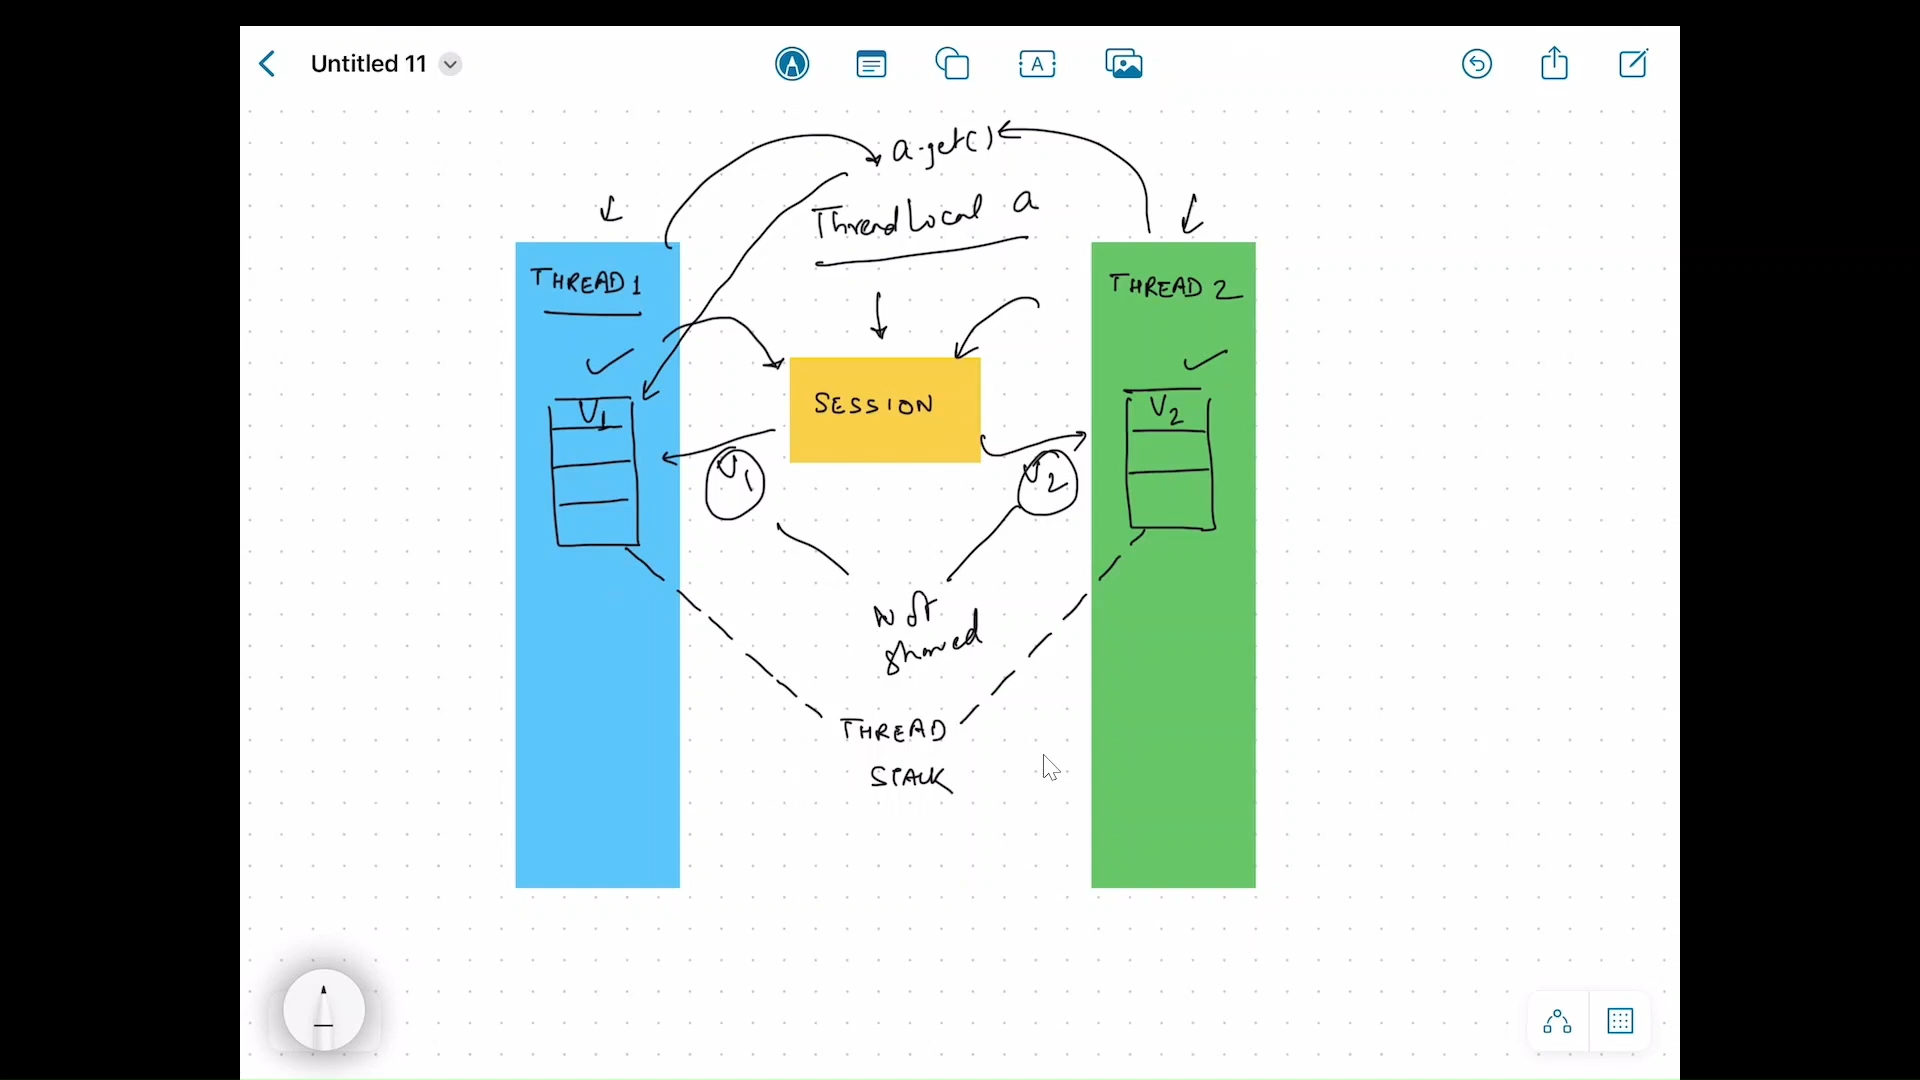 Untitled 11
A
a.get()
ThreadLocal a
THREAD 1
THREAD 2
SESSION
V1
V2
V1
V2
Not
shared
THREAD
STACK